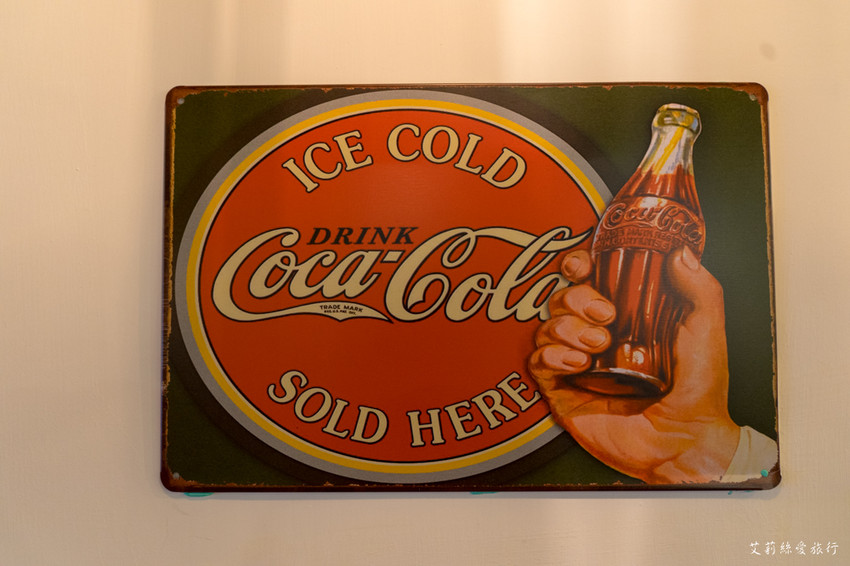 ICE COLD
DRINK
Coca-Cola
TRADE MARK
SOLD HERE
Coca-Cola
艾莉絲愛旅行